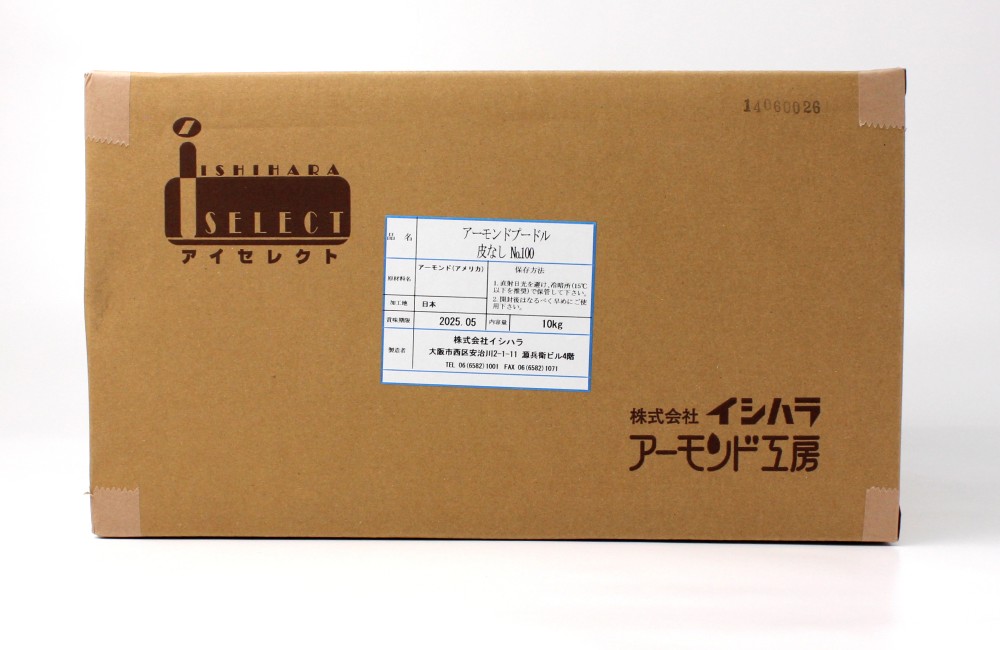 14060026
ISHIHARA
SELECT
アイセレクト
品名
アーモンドプードル
皮なし No.100
原材料名
アーモンド(アメリカ)
保存方法
1.直射日光を避け、冷暗所(15℃
以下を推奨)で保管して下さい。
2.開封後はなるべく早めにご使
用下さい。
加工地 日本
賞味期限 2025.05 内容量 10kg
製造者
株式会社イシハラ
大阪市西区安治川2-1-11 源兵衛ビル4階
TEL 06(6582)1001 FAX 06(6582)1071
株式会社 イシハラ
アーモンド工房